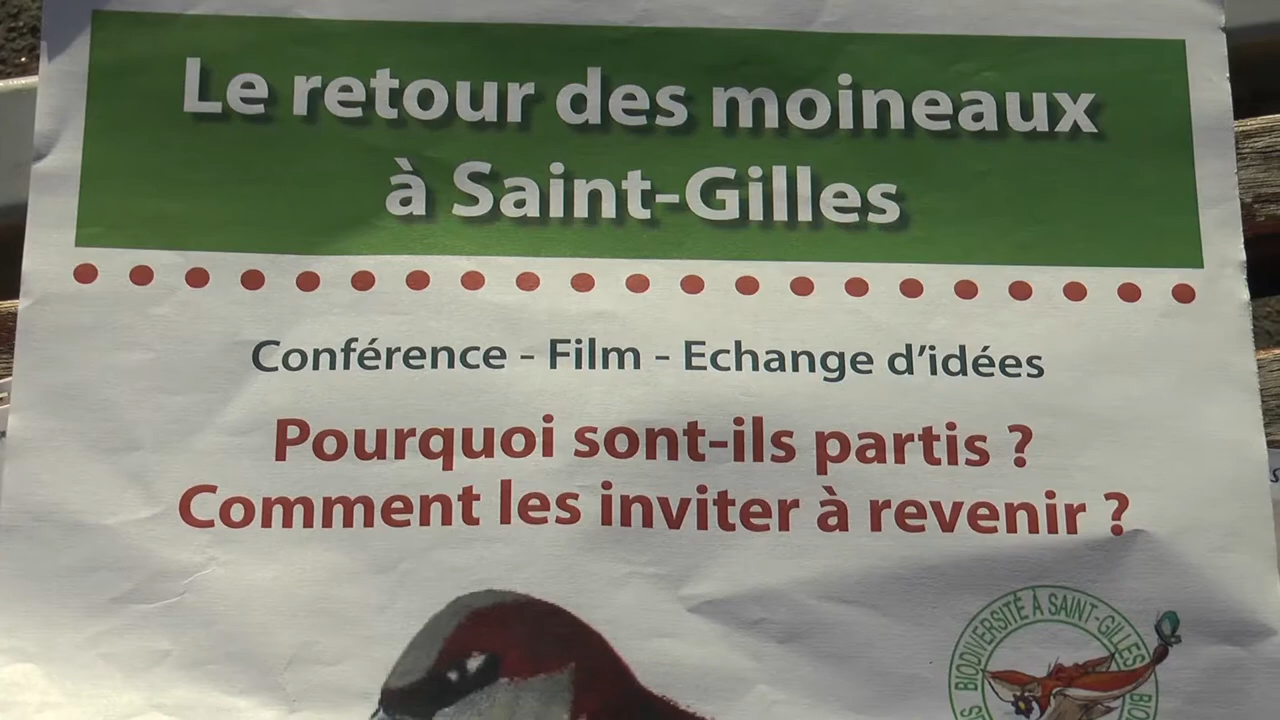 Le retour des moineaux
à Saint-Gilles
Conférence - Film - Echange d'idées
Pourquoi sont-ils partis ?
Comment les inviter à revenir ?
BIODIVERSITÉ À SAINT-GILLES